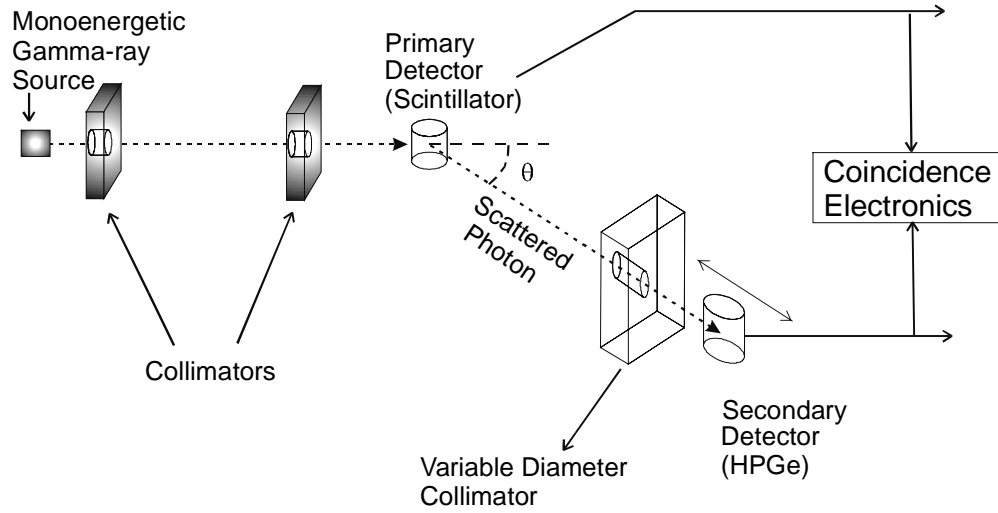 Monoenergetic
Gamma-ray
Source
Primary
Detector
(Scintillator)
θ
Scattered
Photon
Coincidence
Electronics
Collimators
Secondary
Detector
(HPGe)
Variable Diameter
Collimator